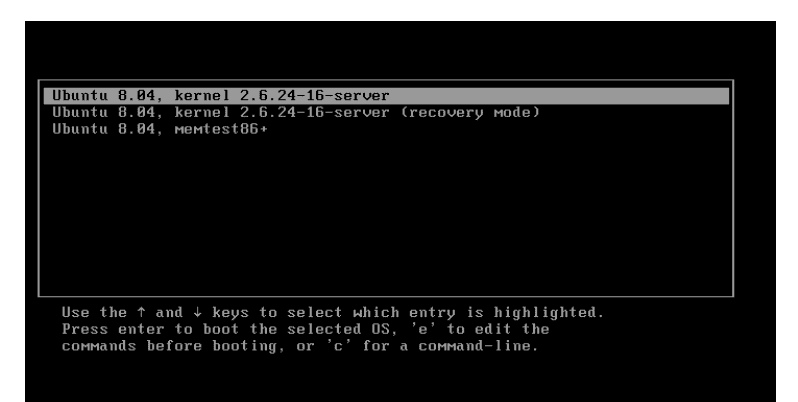 Ubuntu 8.04, kernel 2.6.24-16-server
Ubuntu 8.04, kernel 2.6.24-16-server (recovery mode)
Ubuntu 8.04, memtest86+
Use the ↑ and ↓ keys to select which entry is highlighted.
Press enter to boot the selected OS, 'e' to edit the
commands before booting, or 'c' for a command-line.